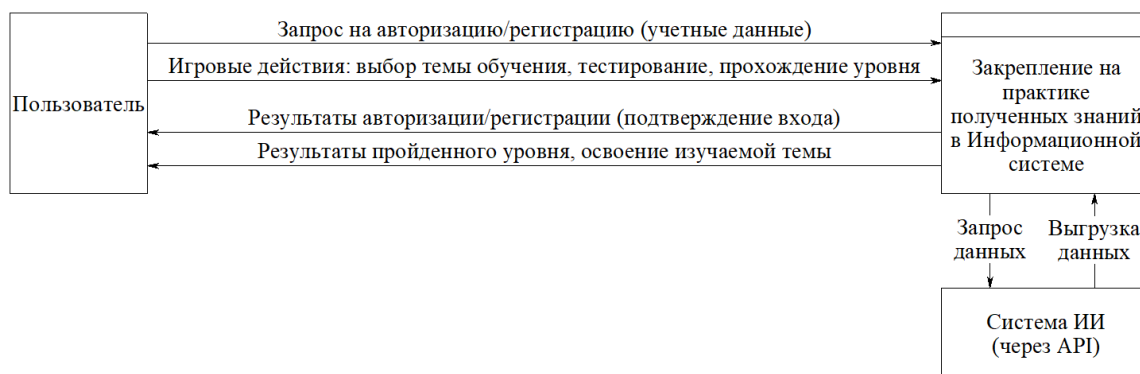 Запрос на авторизацию/регистрацию (учетные данные)
Игровые действия: выбор темы обучения, тестирование, прохождение уровня
Пользователь
Результаты авторизации/регистрации (подтверждение входа)
Результаты пройденного уровня, освоение изучаемой темы
Закрепление на
практике
полученных знаний
в Информационной
системе
Запрос
данных
Выгрузка
данных
Система ИИ
(через API)